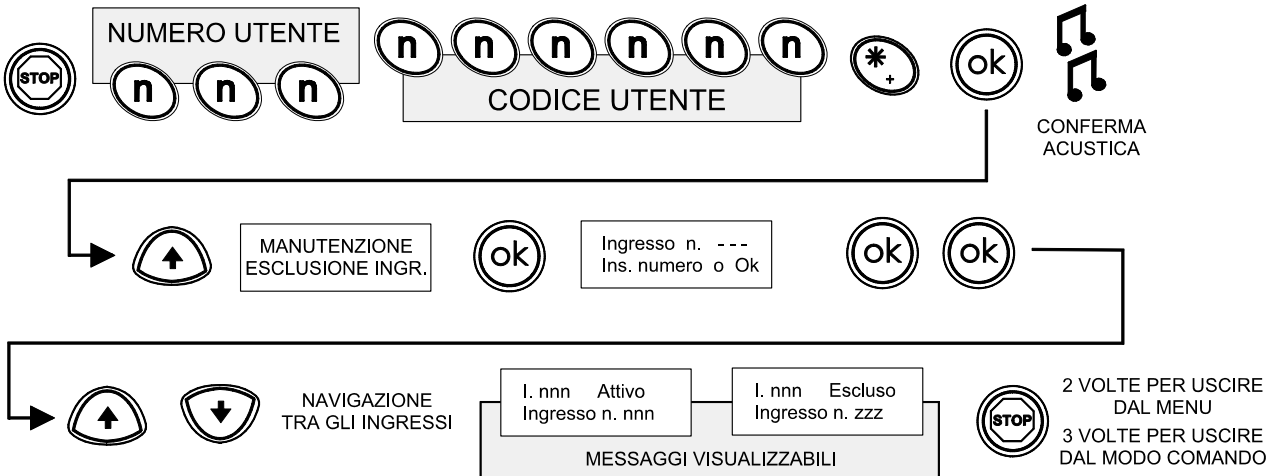 NUMERO UTENTE
n n n n n n
STOP
n n n
CODICE UTENTE
*
+
ok
CONFERMA
ACUSTICA
MANUTENZIONE
ESCLUSIONE INGR.
ok
Ingresso n. ---
Ins. numero o Ok
ok ok
NAVIGAZIONE
TRA GLI INGRESSI
I. nnn Attivo
Ingresso n. nnn
I. nnn Escluso
Ingresso n. zzz
MESSAGGI VISUALIZZABILI
STOP
2 VOLTE PER USCIRE
DAL MENU
3 VOLTE PER USCIRE
DAL MODO COMANDO